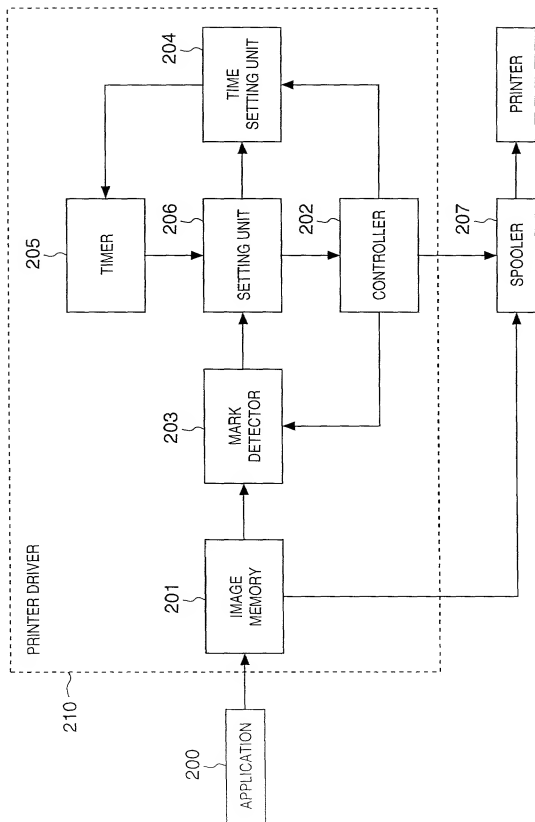 PRINTER DRIVER
210
200
APPLICATION
201
IMAGE
MEMORY
203
MARK
DETECTOR
205
TIMER
206
SETTING UNIT
204
TIME
SETTING UNIT
202
CONTROLLER
207
SPOOLER
PRINTER